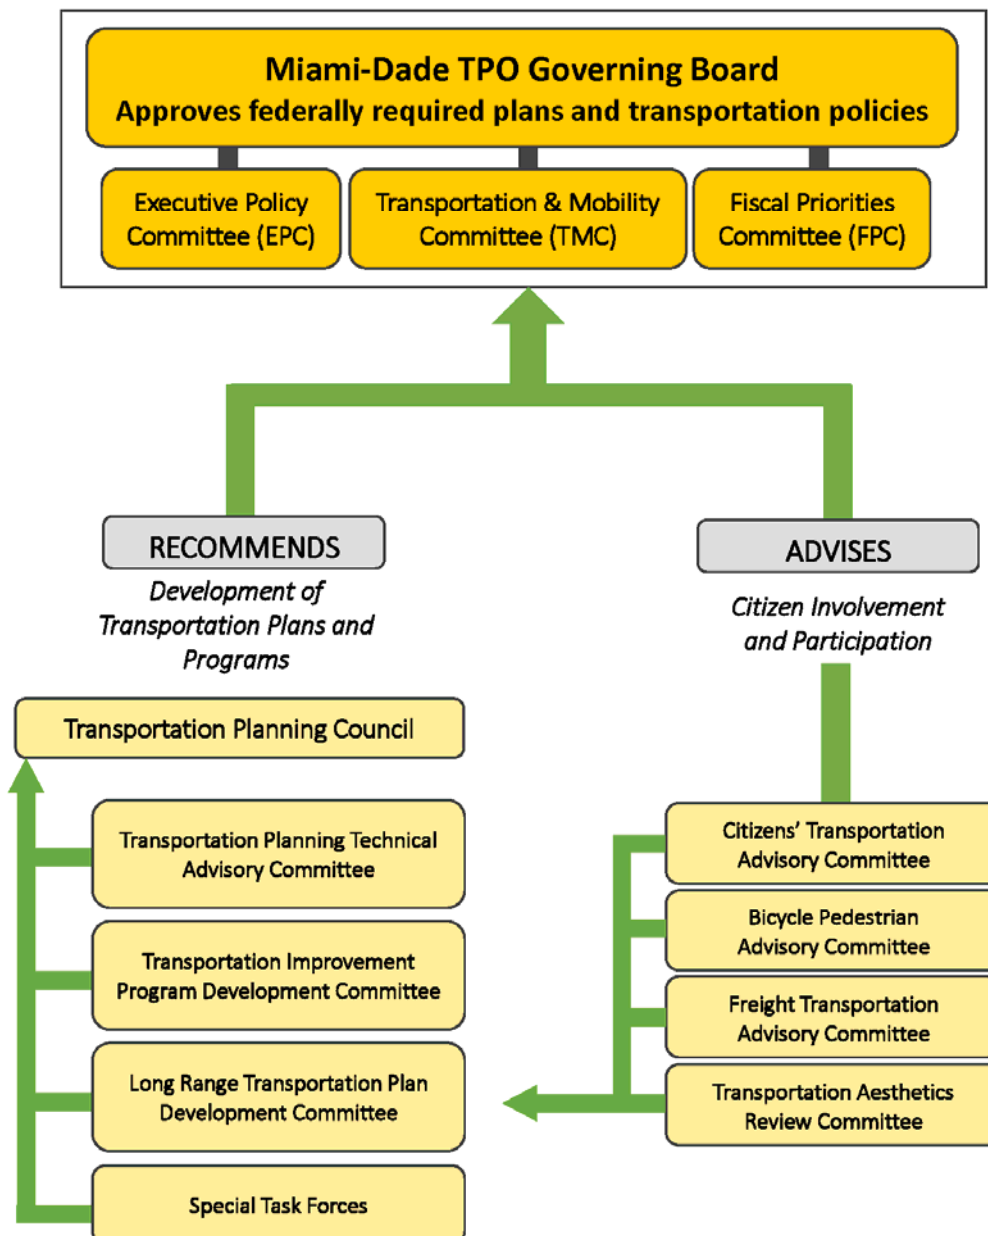 Miami-Dade TPO Governing Board
Approves federally required plans and transportation policies
Executive Policy
Committee (EPC)
Transportation & Mobility
Committee (TMC)
Fiscal Priorities
Committee (FPC)
RECOMMENDS
Development of
Transportation Plans and
Programs
Transportation Planning Council
Transportation Planning Technical
Advisory Committee
Transportation Improvement
Program Development Committee
Long Range Transportation Plan
Development Committee
Special Task Forces
ADVISES
Citizen Involvement
and Participation
Citizens’ Transportation
Advisory Committee
Bicycle Pedestrian
Advisory Committee
Freight Transportation
Advisory Committee
Transportation Aesthetics
Review Committee